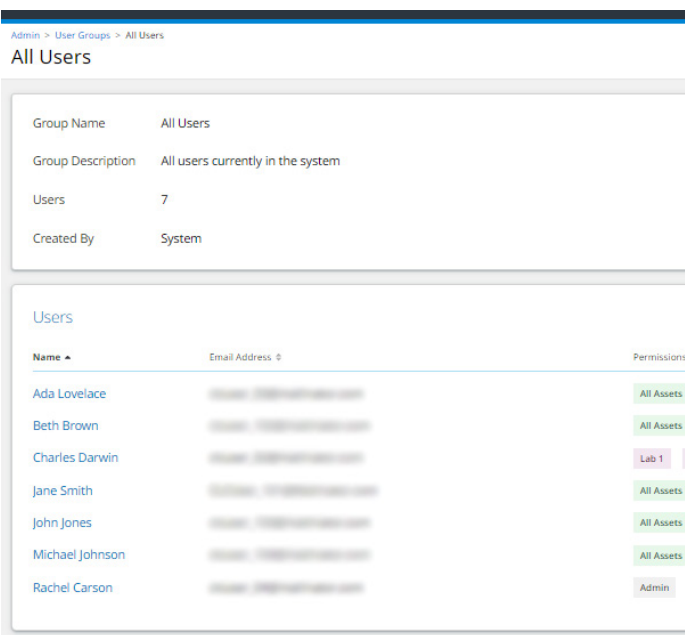 Admin > User Groups > All Users
All Users
Group Name All Users
Group Description All users currently in the system
Users 7
Created By System
Users
Name Email Address Permissions
Ada Lovelace All Assets
Beth Brown All Assets
Charles Darwin Lab 1
Jane Smith All Assets
John Jones All Assets
Michael Johnson All Assets
Rachel Carson Admin